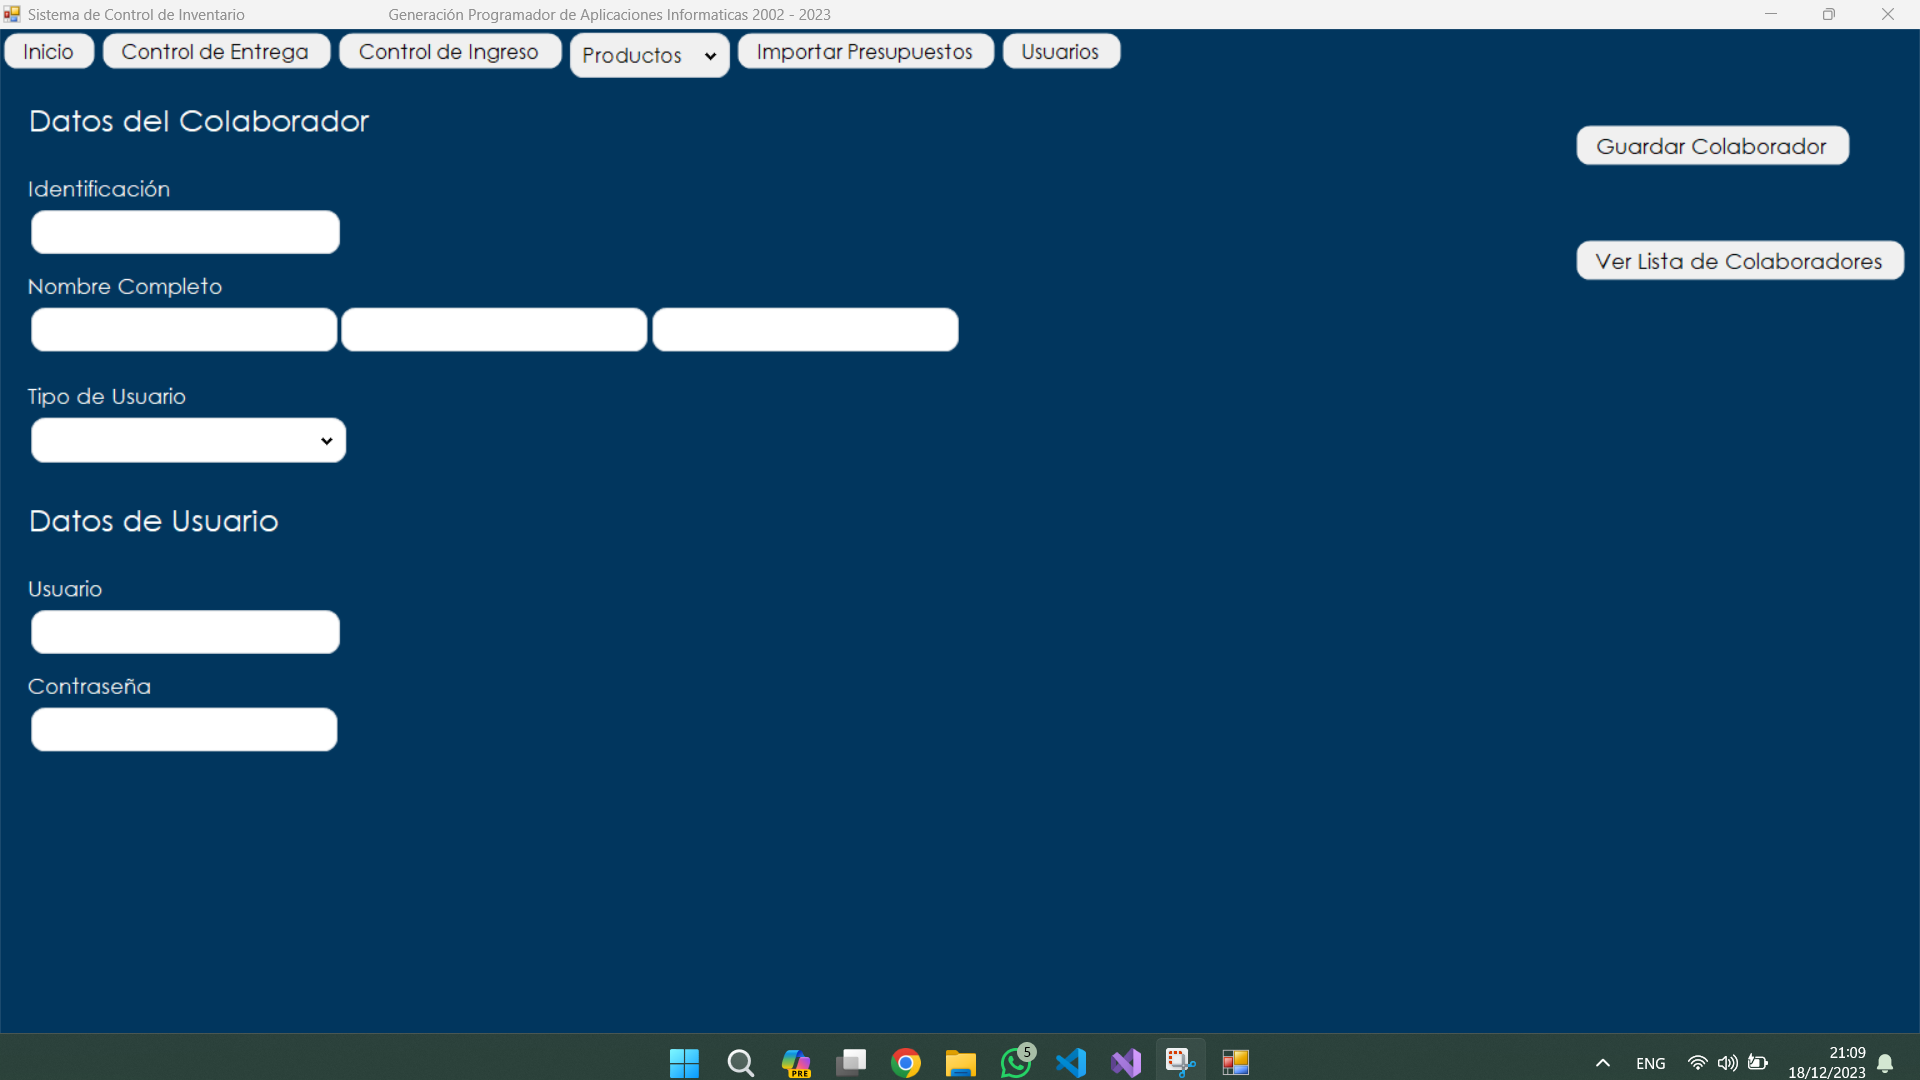 Sistema de Control de Inventario Generación Programador de Aplicaciones Informaticas 2002 - 2023
Inicio Control de Entrega Control de Ingreso Productos Importar Presupuestos Usuarios
Datos del Colaborador
Guardar Colaborador
Identificación
Ver Lista de Colaboradores
Nombre Completo
Tipo de Usuario
Datos de Usuario
Usuario
Contraseña
PRE
5
ENG
21:09
18/12/2023